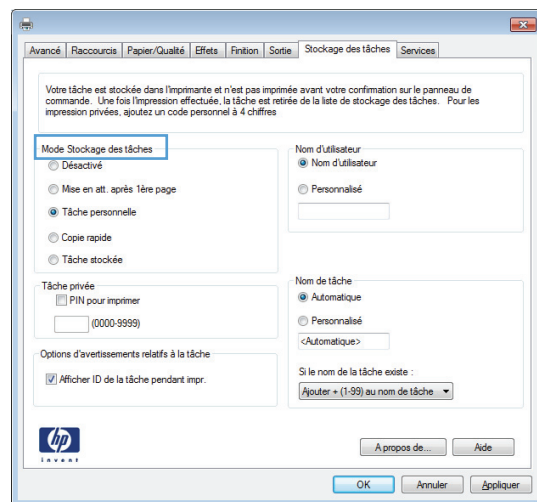 Avancé Raccourcis Papier/Qualité Effets Finition Sortie Stockage des tâches Services
Votre tâche est stockée dans l'imprimante et n'est pas imprimée avant votre confirmation sur le panneau de
commande. Une fois l'impression effectuée, la tâche est retirée de la liste de stockage des tâches. Pour les
impression privées, ajoutez un code personnel à 4 chiffres
Mode Stockage des tâches
Désactivé
Mise en att. après 1ère page
Tâche personnelle
Copie rapide
Tâche stockée
Nom d'utilisateur
Nom d'utilisateur
Personnalisé
Tâche privée
PIN pour imprimer
(0000-9999)
Nom de tâche
Automatique
Personnalisé
<Automatique>
Si le nom de la tâche existe :
Ajouter + (1-99) au nom de tâche
Options d'avertissements relatifs à la tâche
Afficher ID de la tâche pendant impr.
hp
invent
A propos de... Aide
OK Annuler Appliquer